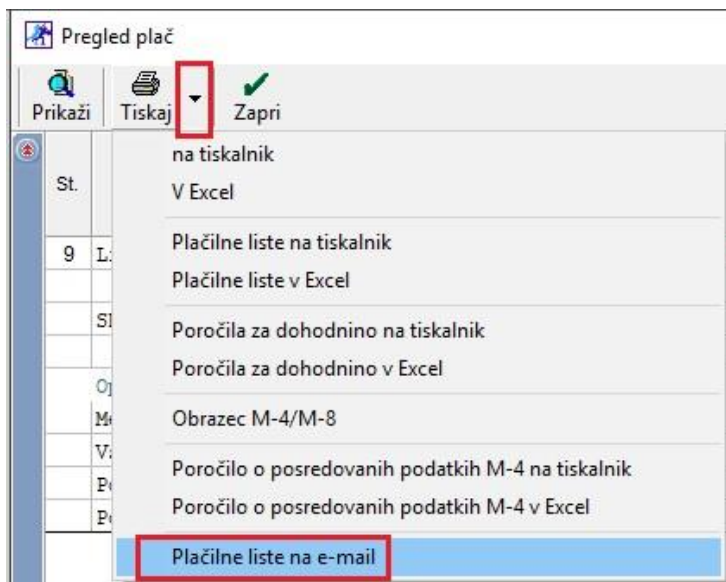 Pregled plač
Prikaži Tiskaj Zapri
na tiskalnik
St.
V Excel
Plačilne liste na tiskalnik
9
Plačilne liste v Excel
Poročila za dohodnino na tiskalnik
Poročila za dohodnino v Excel
Obrazec M-4/M-8
Poročilo o posredovanih podatkih M-4 na tiskalnik
Poročilo o posredovanih podatkih M-4 v Excel
Plačilne liste na e-mail